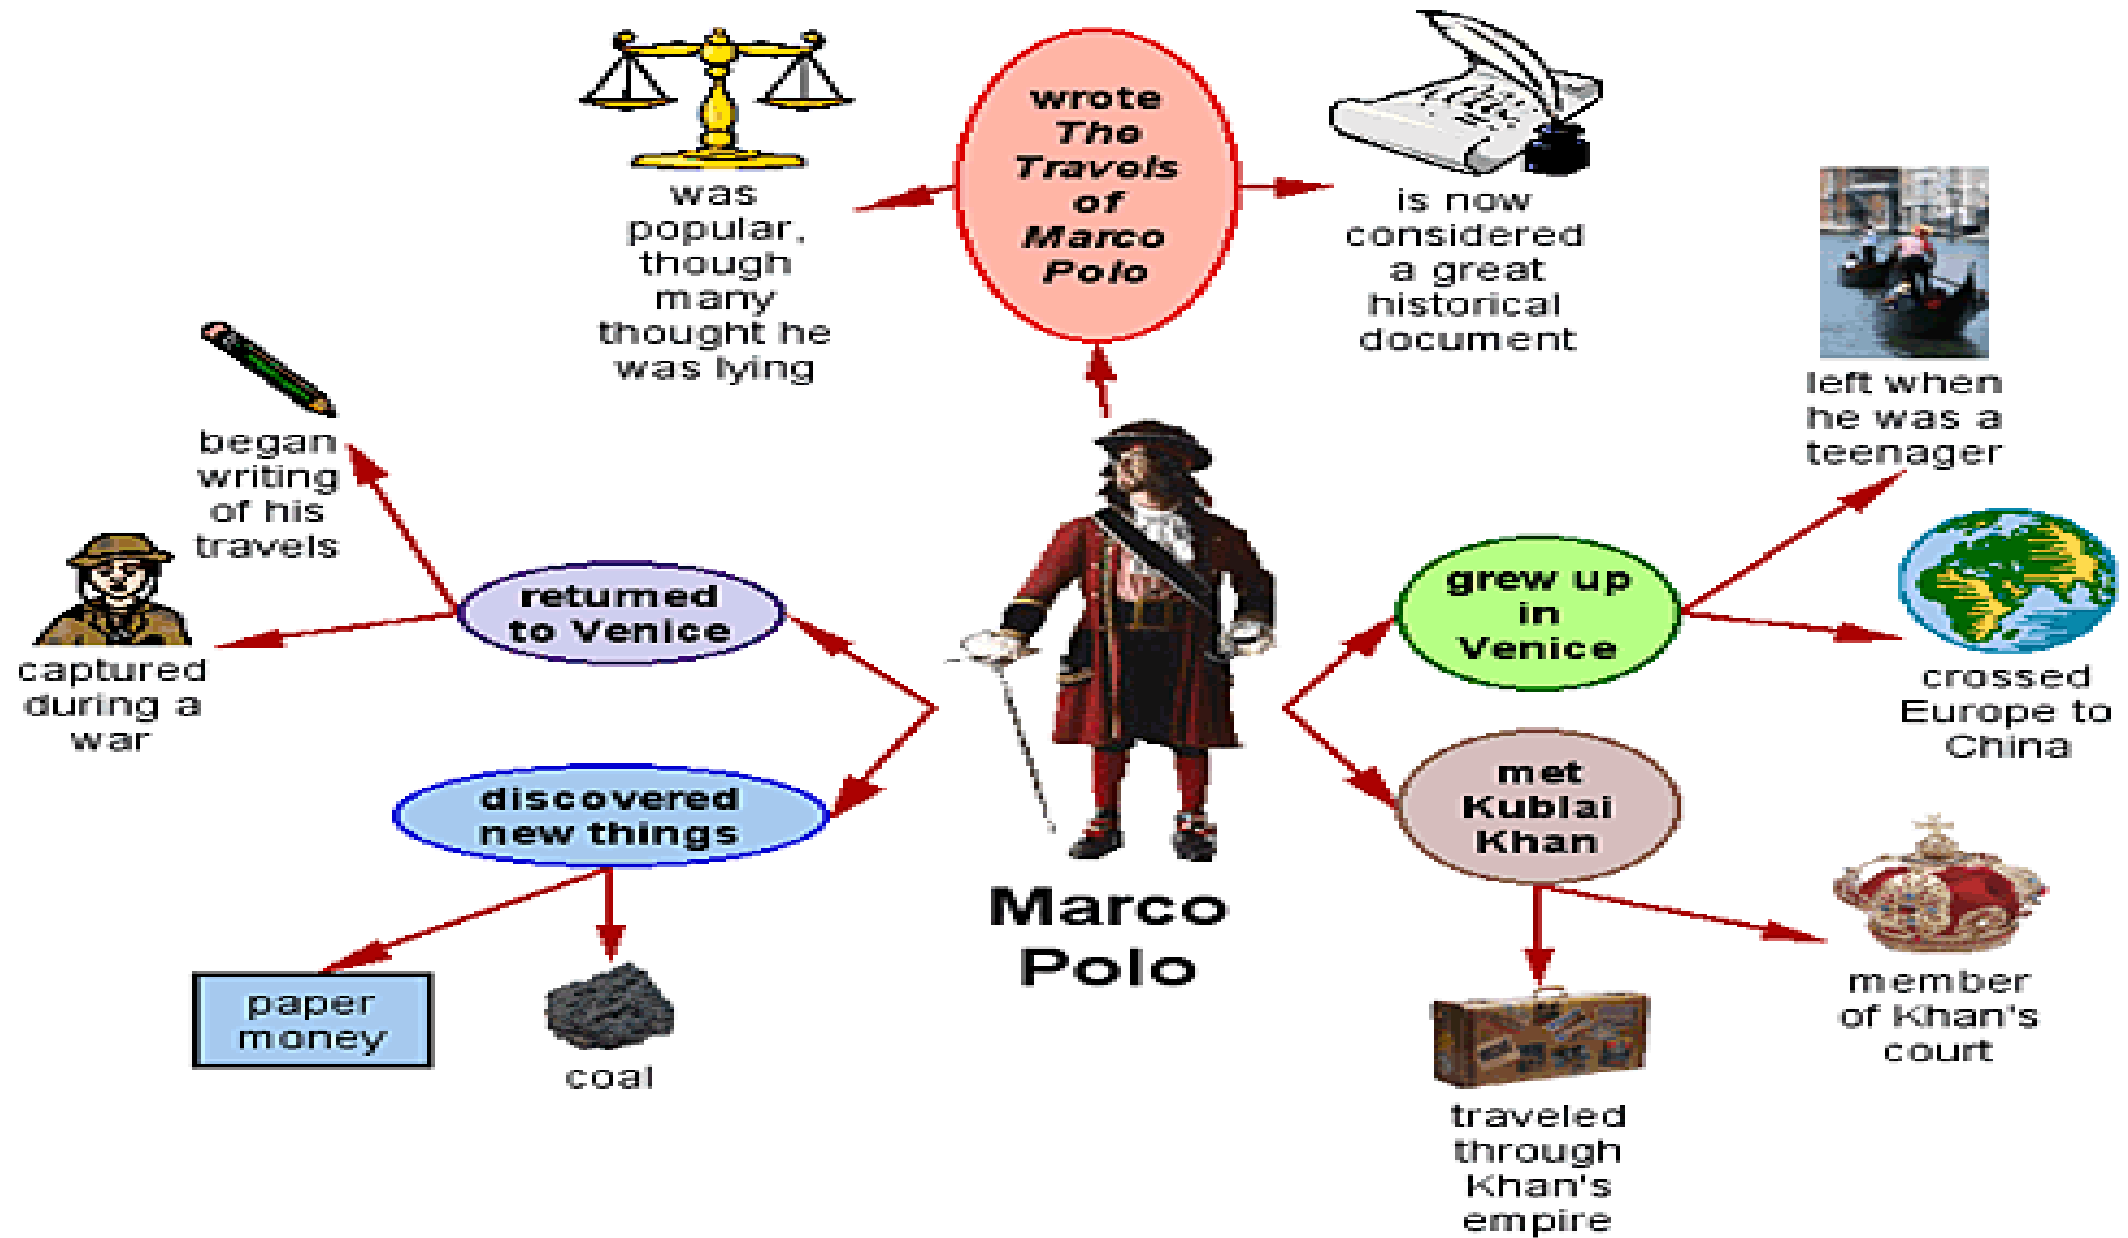 wrote
The
Travels
of
Marco
Polo
was
popular,
though
many
thought he
was lying
is now
considered
a great
historical
document
left when
he was a
teenager
began
writing
of his
travels
captured
during a
war
returned
to Venice
grew up
in
Venice
crossed
Europe to
China
discovered
new things
met
Kublai
Khan
Marco
Polo
paper
money
coal
member
of Khan's
court
traveled
through
Khan's
empire